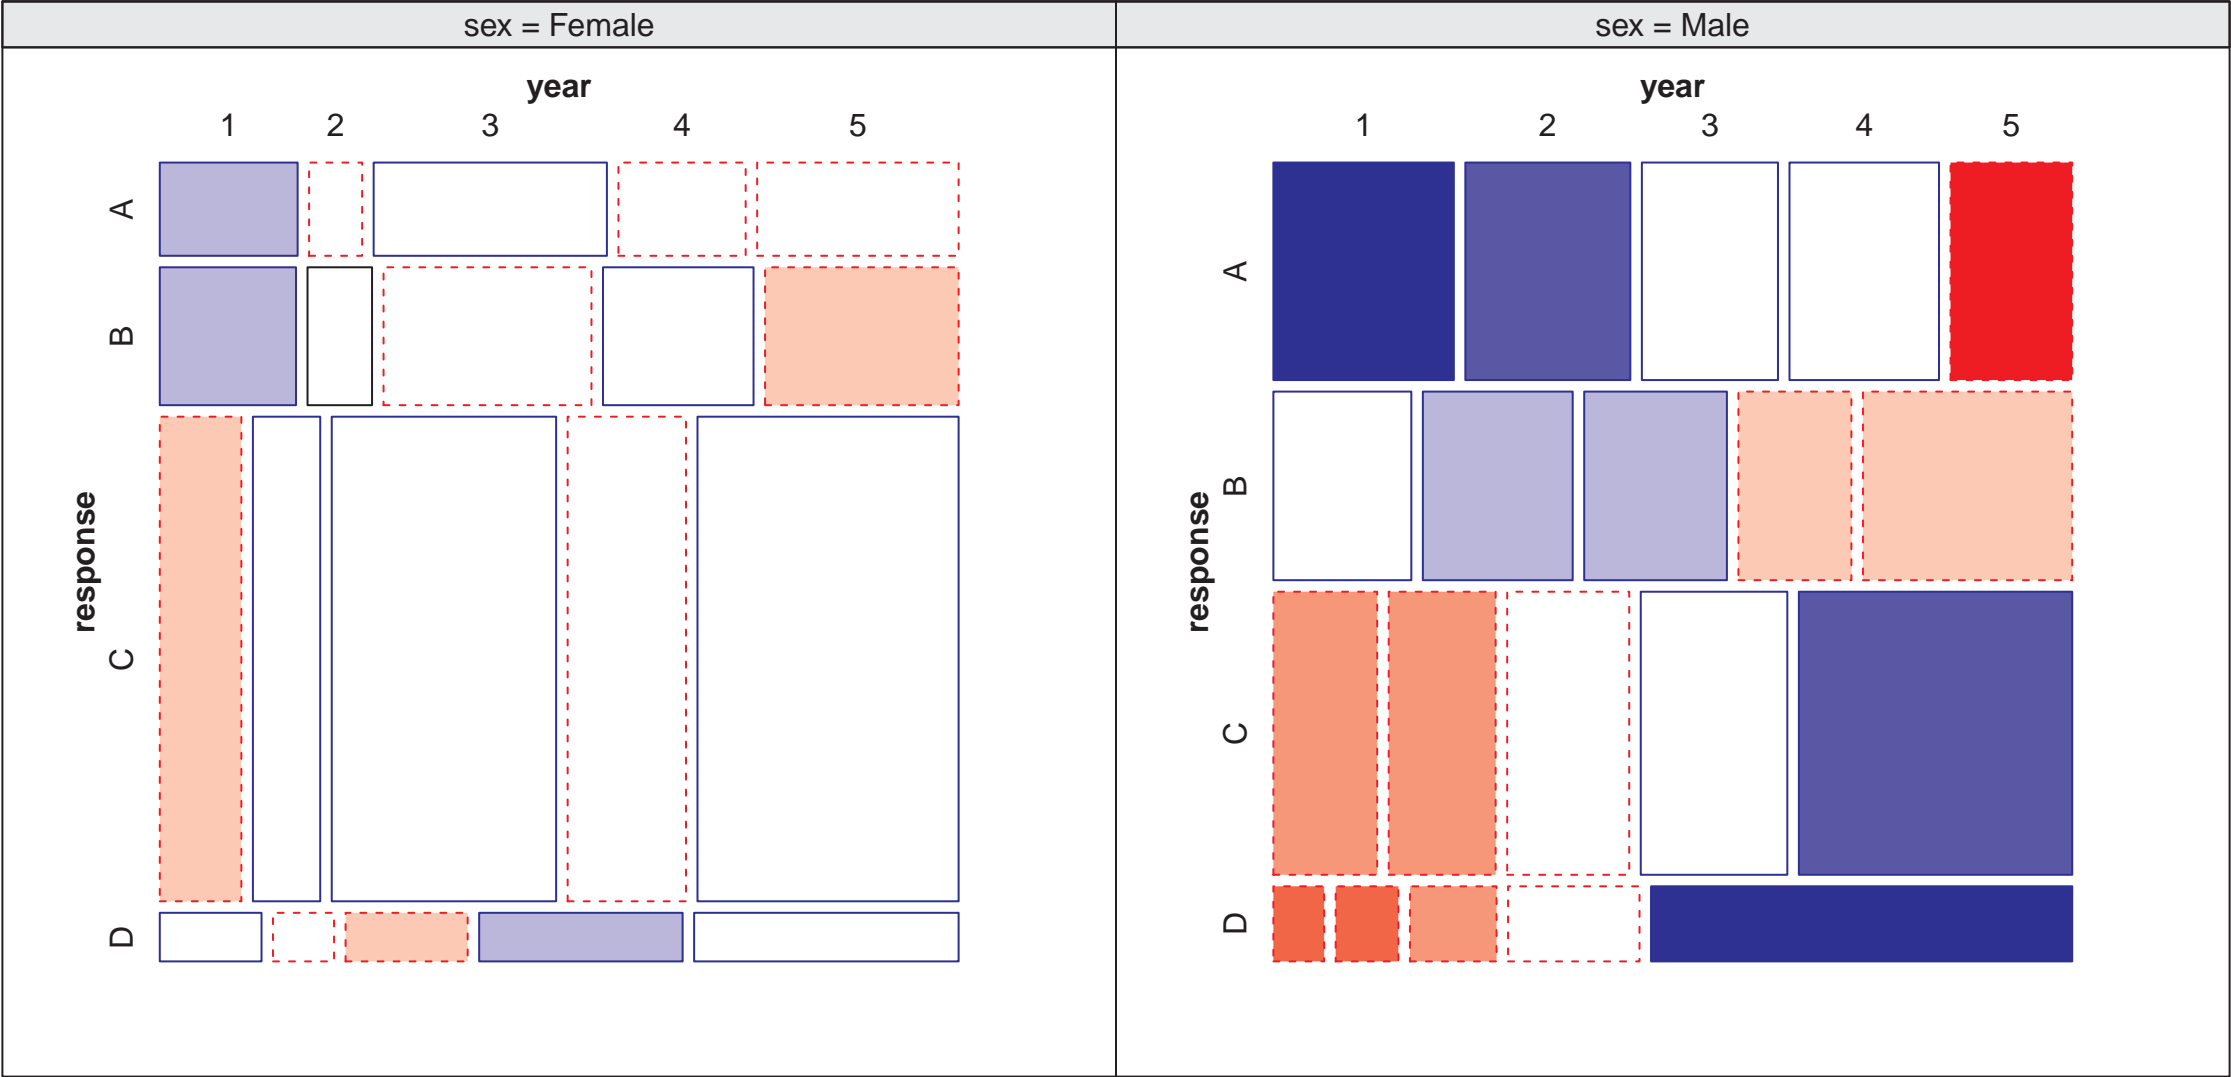 sex = Female
year
1 2 3 4 5
A
B
C
D
response
sex = Male
year
1 2 3 4 5
A
B
C
D
response